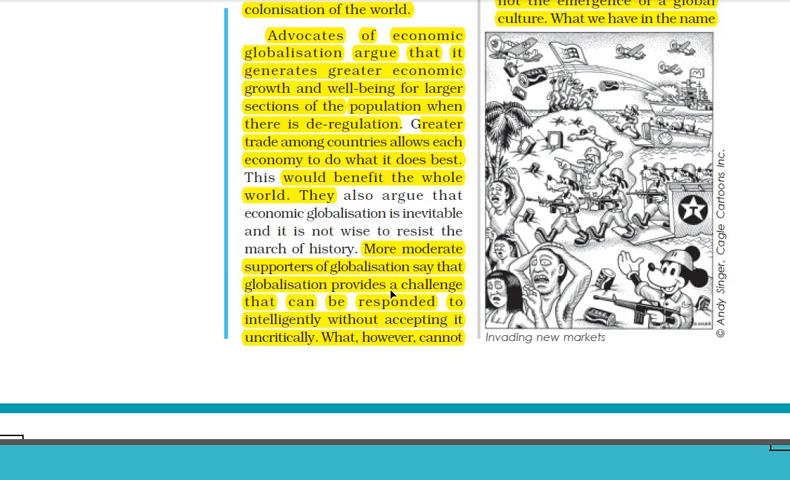 colonisation of the world.
Advocates of economic
globalisation argue that it
generates greater economic
growth and well-being for larger
sections of the population when
there is de-regulation. Greater
trade among countries allows each
economy to do what it does best.
This would benefit the whole
world. They also argue that
economic globalisation is inevitable
and it is not wise to resist the
march of history. More moderate
supporters of globalisation say that
globalisation provides a challenge
that can be responded to
intelligently without accepting it
uncritically. What, however, cannot
not the emergence of a global
culture. What we have in the name
© Andy Singer, Cagle Cartoons Inc.
Invading new markets